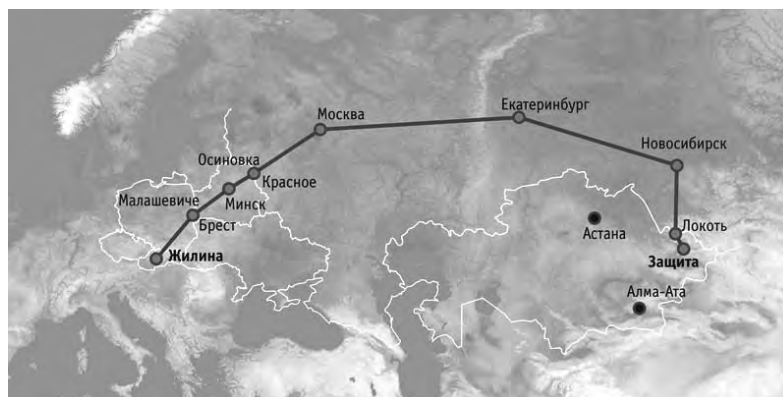 Москва
Екатеринбург
Новосибирск
Осиновка
Красное
Малашевиче
Минск
Брест
Локоть
Астана
Жилина
Защита
Алма-Ата